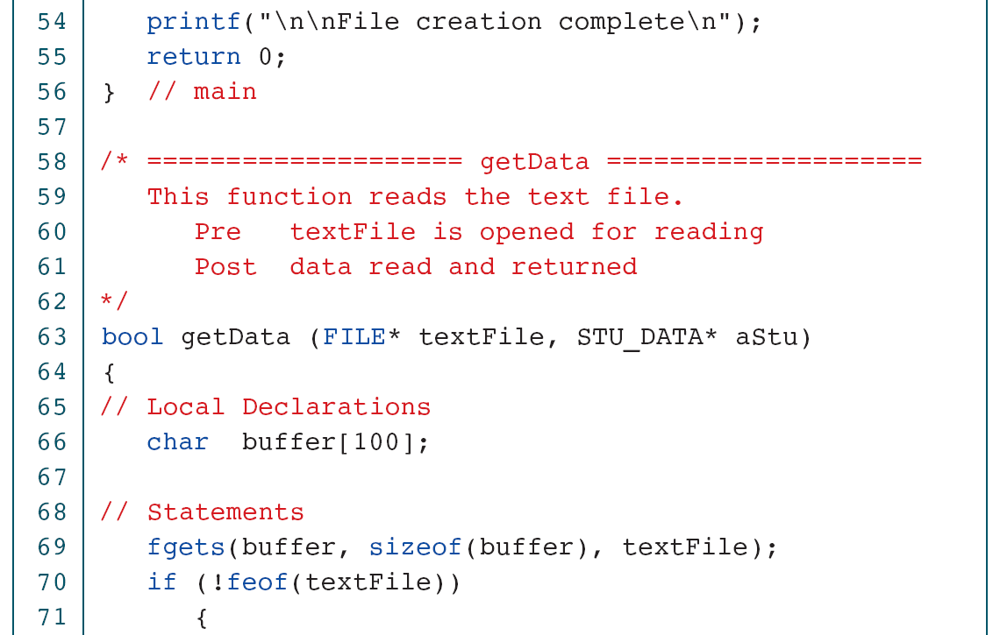 54    printf("\n\nFile creation complete\n");
55    return 0;
56 }  // main
57
58 /* ==================== getData ====================
59    This function reads the text file.
60       Pre   textFile is opened for reading
61       Post  data read and returned
62 */
63 bool getData (FILE* textFile, STU_DATA* aStu)
64 {
65 // Local Declarations
66    char  buffer[100];
67
68 // Statements
69    fgets(buffer, sizeof(buffer), textFile);
70    if (!feof(textFile))
71       {